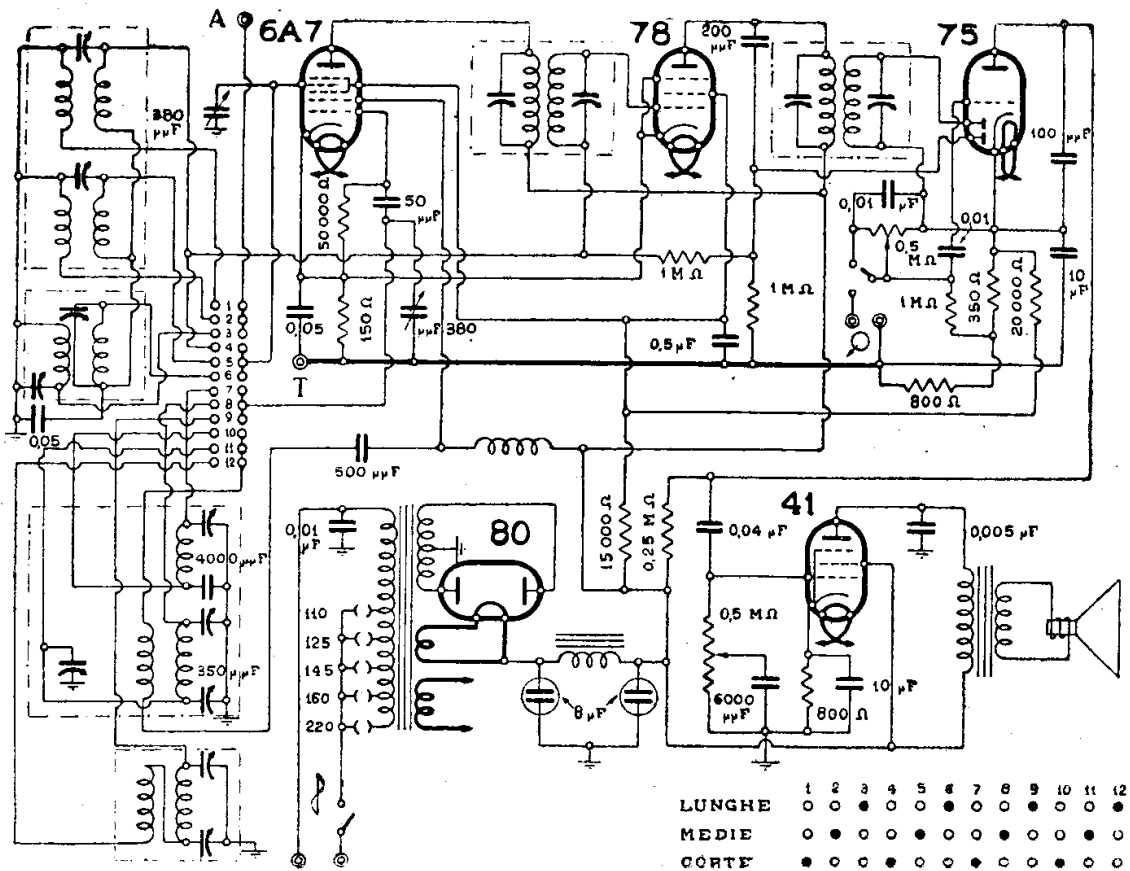 A
6A7
78
75
200 μμF
380 μμF
100 μμF
50 μμF
50000 Ω
0,01 μF
0,01
0,5 MΩ
10 μF
1 MΩ
1 MΩ
1 MΩ
350 Ω
20000 Ω
0,05
150 Ω
μμF 380
0,5 μF
T
800 Ω
1
2
3
4
5
6
7
8
9
10
11
12
0,05
500 μμF
0,01 μF
80
15000 Ω
0,25 MΩ
41
0,04 μF
0,005 μF
4000 μμF
350 μμF
110
125
145
160
220
0,5 MΩ
8 μF
6000 μμF
800 Ω
10 μF
1 2 3 4 5 6 7 8 9 10 11 12
LUNGHE
MEDIE
CORTE